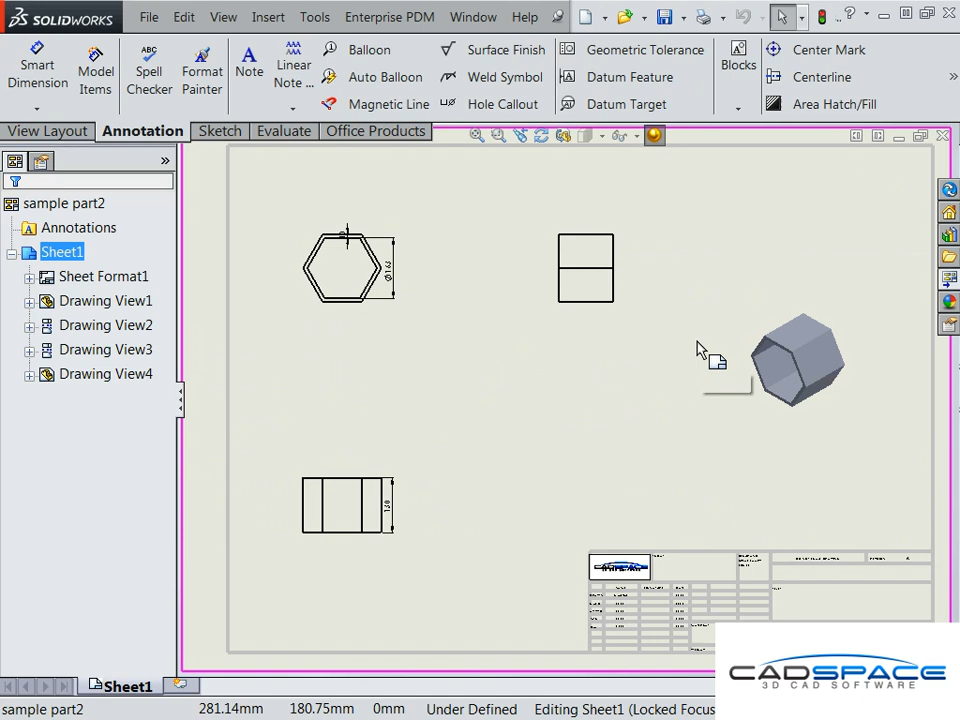 SOLIDWORKS File Edit View Insert Tools Enterprise PDM Window Help
Smart Dimension
Model Items
Spell Checker
Format Painter
Note
Linear Note ...
Balloon
Auto Balloon
Magnetic Line
Surface Finish
Weld Symbol
Hole Callout
Geometric Tolerance
Datum Feature
Datum Target
Blocks
Center Mark
Centerline
Area Hatch/Fill
View Layout Annotation Sketch Evaluate Office Products
sample part2
Annotations
Sheet1
Sheet Format1
Drawing View1
Drawing View2
Drawing View3
Drawing View4
Sheet1
CADSPACE
3D CAD SOFTWARE
sample part2 281.14mm 180.75mm 0mm Under Defined Editing Sheet1 (Locked Focus